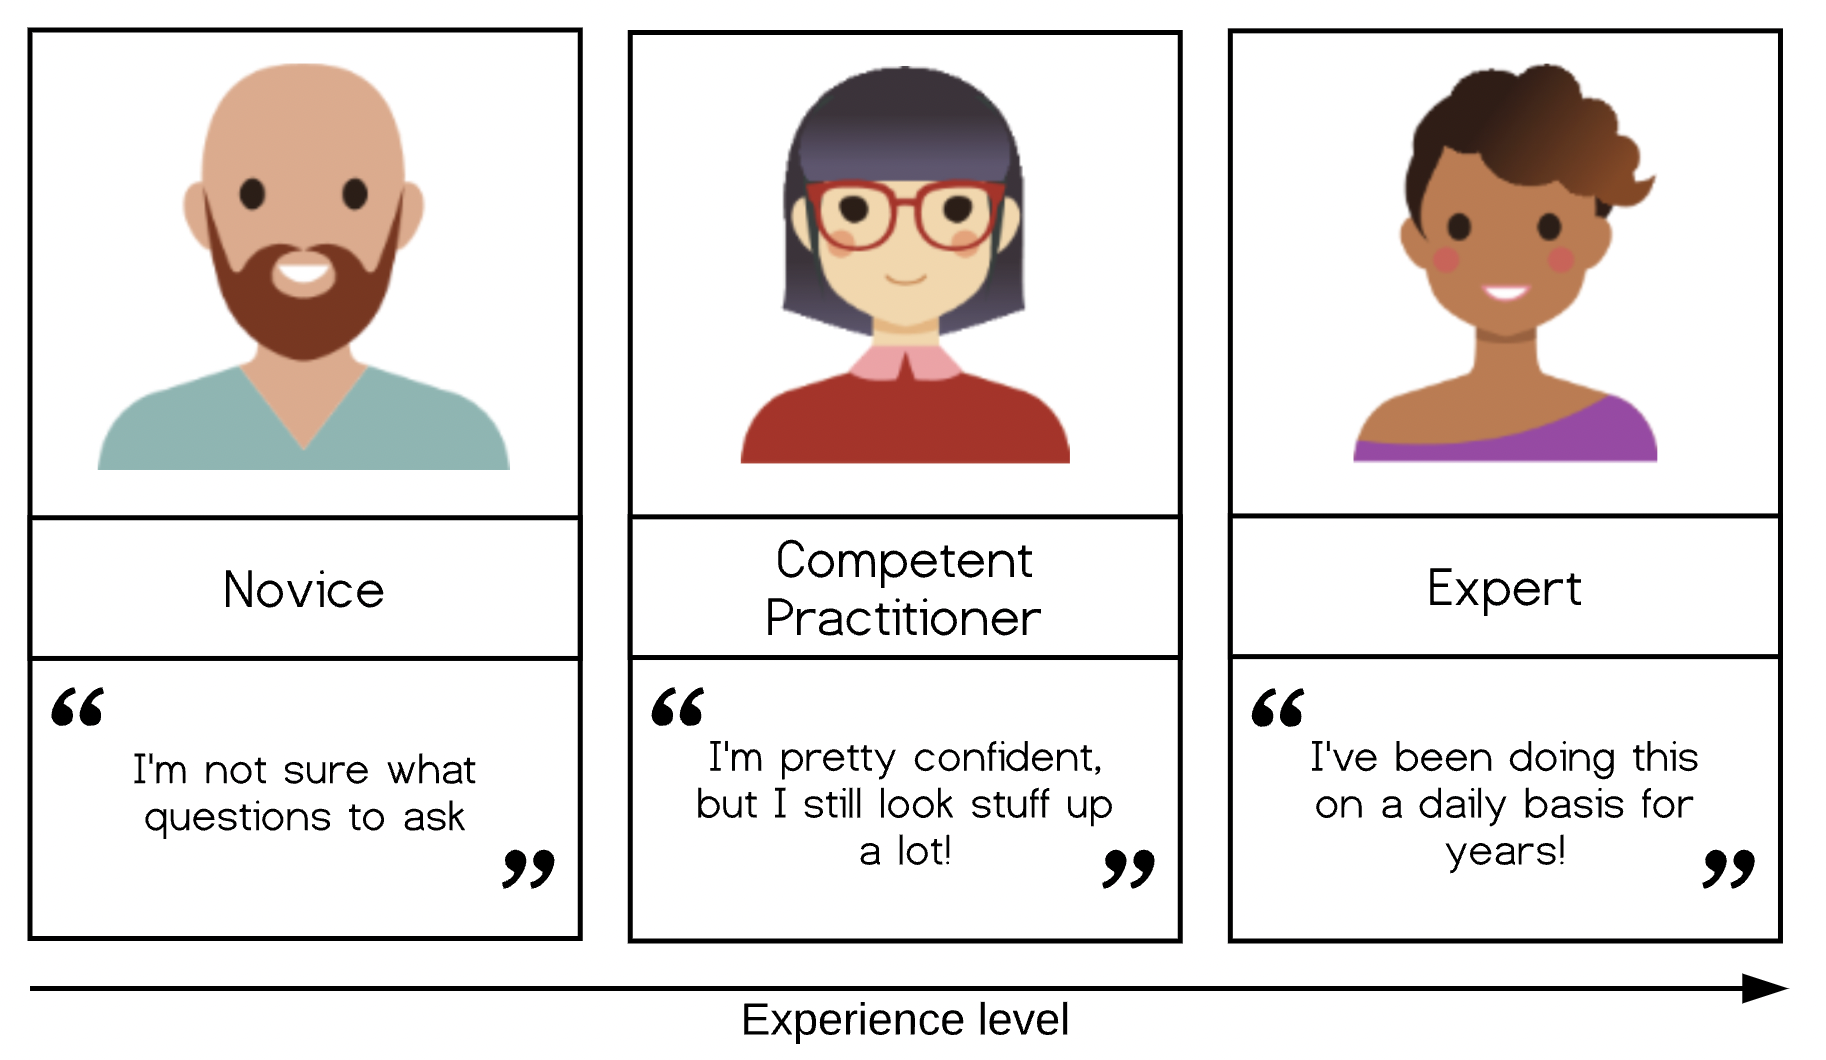 Novice
“
I'm not sure what
questions to ask
”
Competent
Practitioner
“
I'm pretty confident,
but I still look stuff up
a lot!
”
Expert
“
I've been doing this
on a daily basis for
years!
”
Experience level